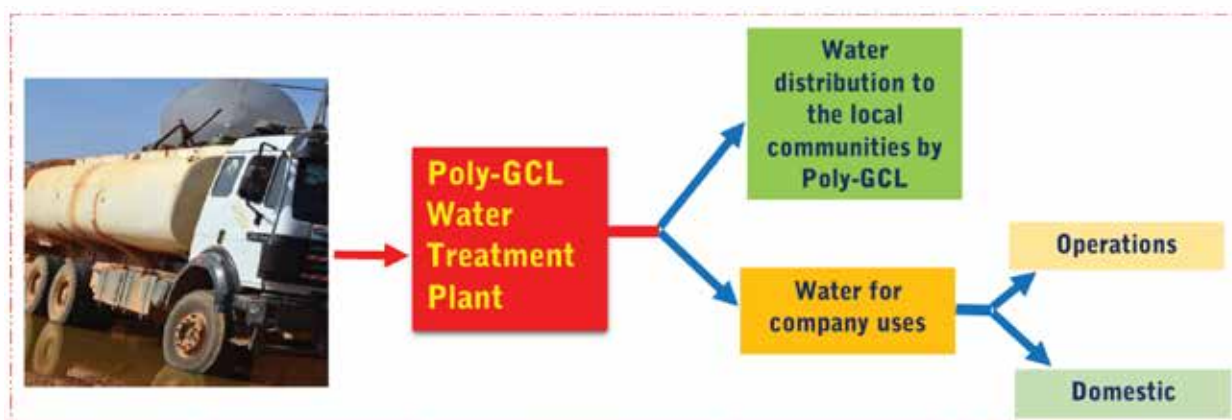 Poly-GCL
Water
Treatment
Plant
Water
distribution to
the local
communities by
Poly-GCL
Water for
company uses
Operations
Domestic